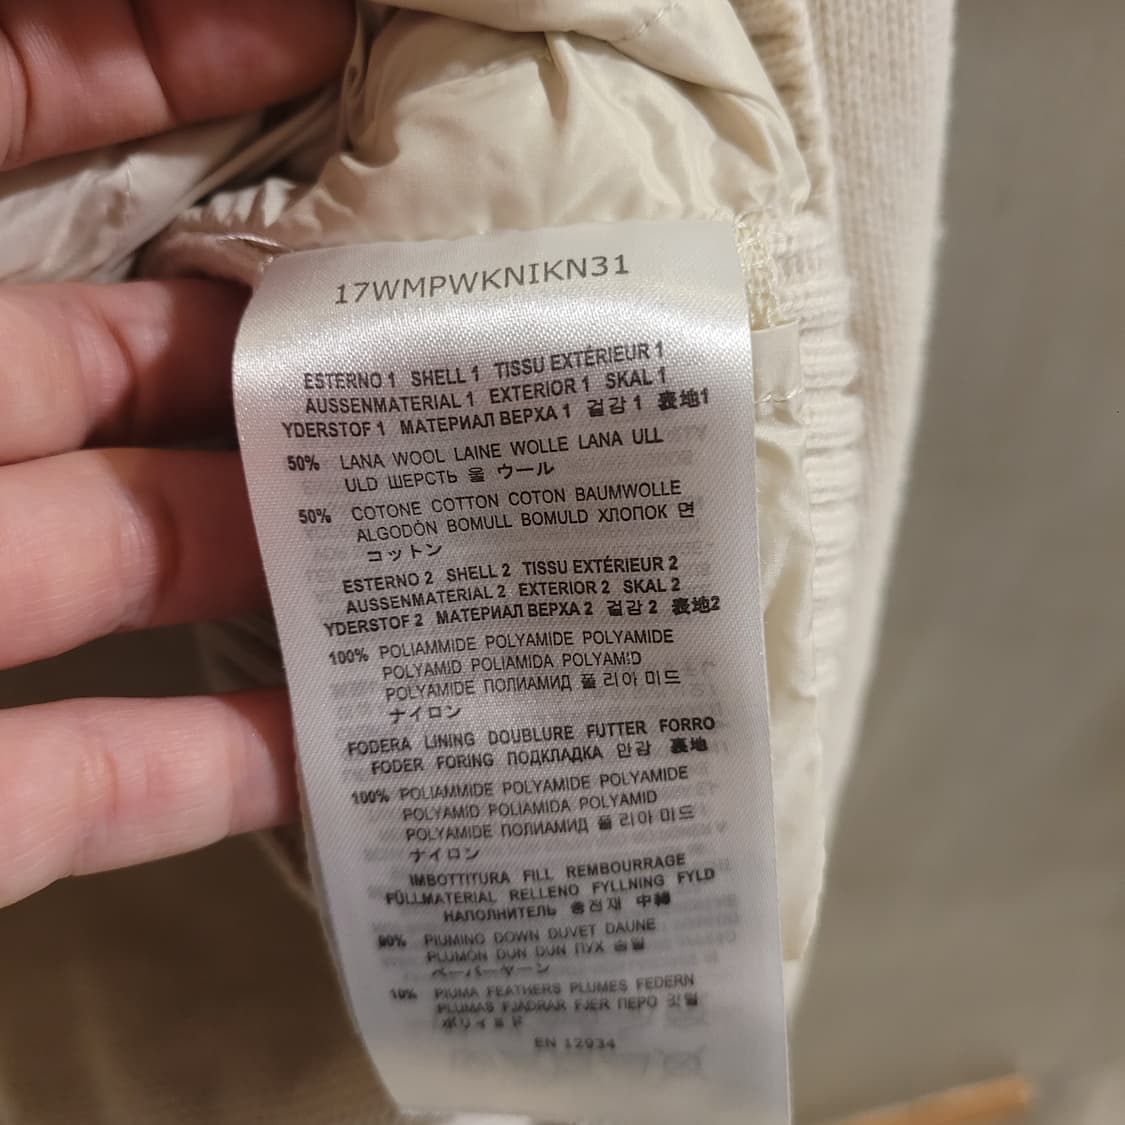 17WMPWKNIKN31
ESTERNO 1 SHELL 1 TISSU EXTÉRIEUR 1
AUSSENMATERIAL 1 EXTERIOR 1 SKAL 1
YDERSTOF 1 МАТЕРИАЛ ВЕРХА 1 겉감 1 表地1
50% LANA WOOL LAINE WOLLE LANA ULL
ULD ШЕРСТЬ 울 ウール
50% COTONE COTTON COTON BAUMWOLLE
ALGODÓN BOMULL BOMULD ХЛОПОК 면
コットン
ESTERNO 2 SHELL 2 TISSU EXTÉRIEUR 2
AUSSENMATERIAL 2 EXTERIOR 2 SKAL 2
YDERSTOF 2 МАТЕРИАЛ ВЕРХА 2 겉감 2 表地2
100% POLIAMMIDE POLYAMIDE POLYAMIDE
POLYAMID POLIAMIDA POLYAMID
POLYAMIDE ПОЛИАМИД 폴리아미드
ナイロン
FODERA LINING DOUBLURE FUTTER FORRO
FODER FORING ПОДКЛАДКА 안감 裏地
100% POLIAMMIDE POLYAMIDE POLYAMIDE
POLYAMID POLIAMIDA POLYAMID
POLYAMIDE ПОЛИАМИД 폴리아미드
ナイロン
IMBOTTITURA FILL REMBOURRAGE
FÜLLMATERIAL RELLENO FYLLNING FYLD
НАПОЛНИТЕЛЬ 충전재 中綿
90% PIUMINO DOWN DUVET DAUNE
PLUMÓN DUN DUN ПУХ
10% PIUMA FEATHERS PLUMES FEDERN
PLUMAS FJÄDRAR FJER ПЕРО 깃털
EN 12934